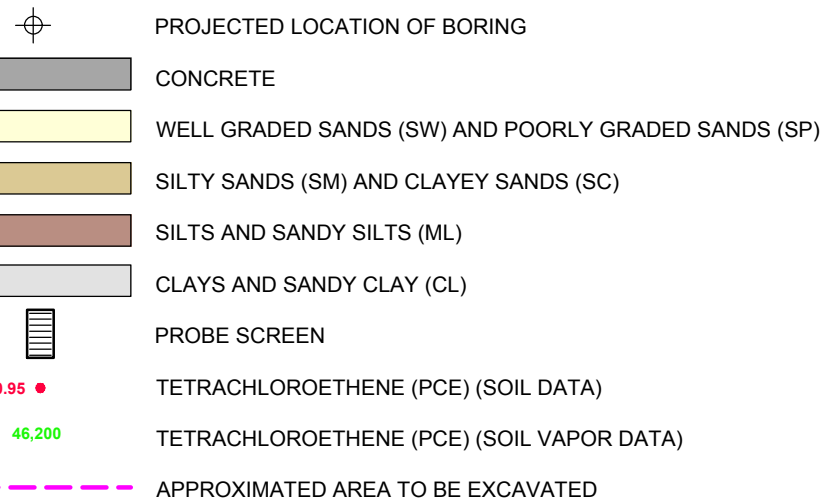 PROJECTED LOCATION OF BORING
CONCRETE
WELL GRADED SANDS (SW) AND POORLY GRADED SANDS (SP)
SILTY SANDS (SM) AND CLAYEY SANDS (SC)
SILTS AND SANDY SILTS (ML)
CLAYS AND SANDY CLAY (CL)
PROBE SCREEN
TETRACHLOROETHENE (PCE) (SOIL DATA)
46,200 TETRACHLOROETHENE (PCE) (SOIL VAPOR DATA)
APPROXIMATED AREA TO BE EXCAVATED